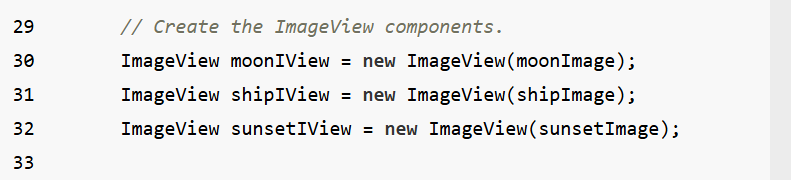 29 // Create the ImageView components.
30 ImageView moonIView = new ImageView(moonImage);
31 ImageView shipIView = new ImageView(shipImage);
32 ImageView sunsetIView = new ImageView(sunsetImage);
33